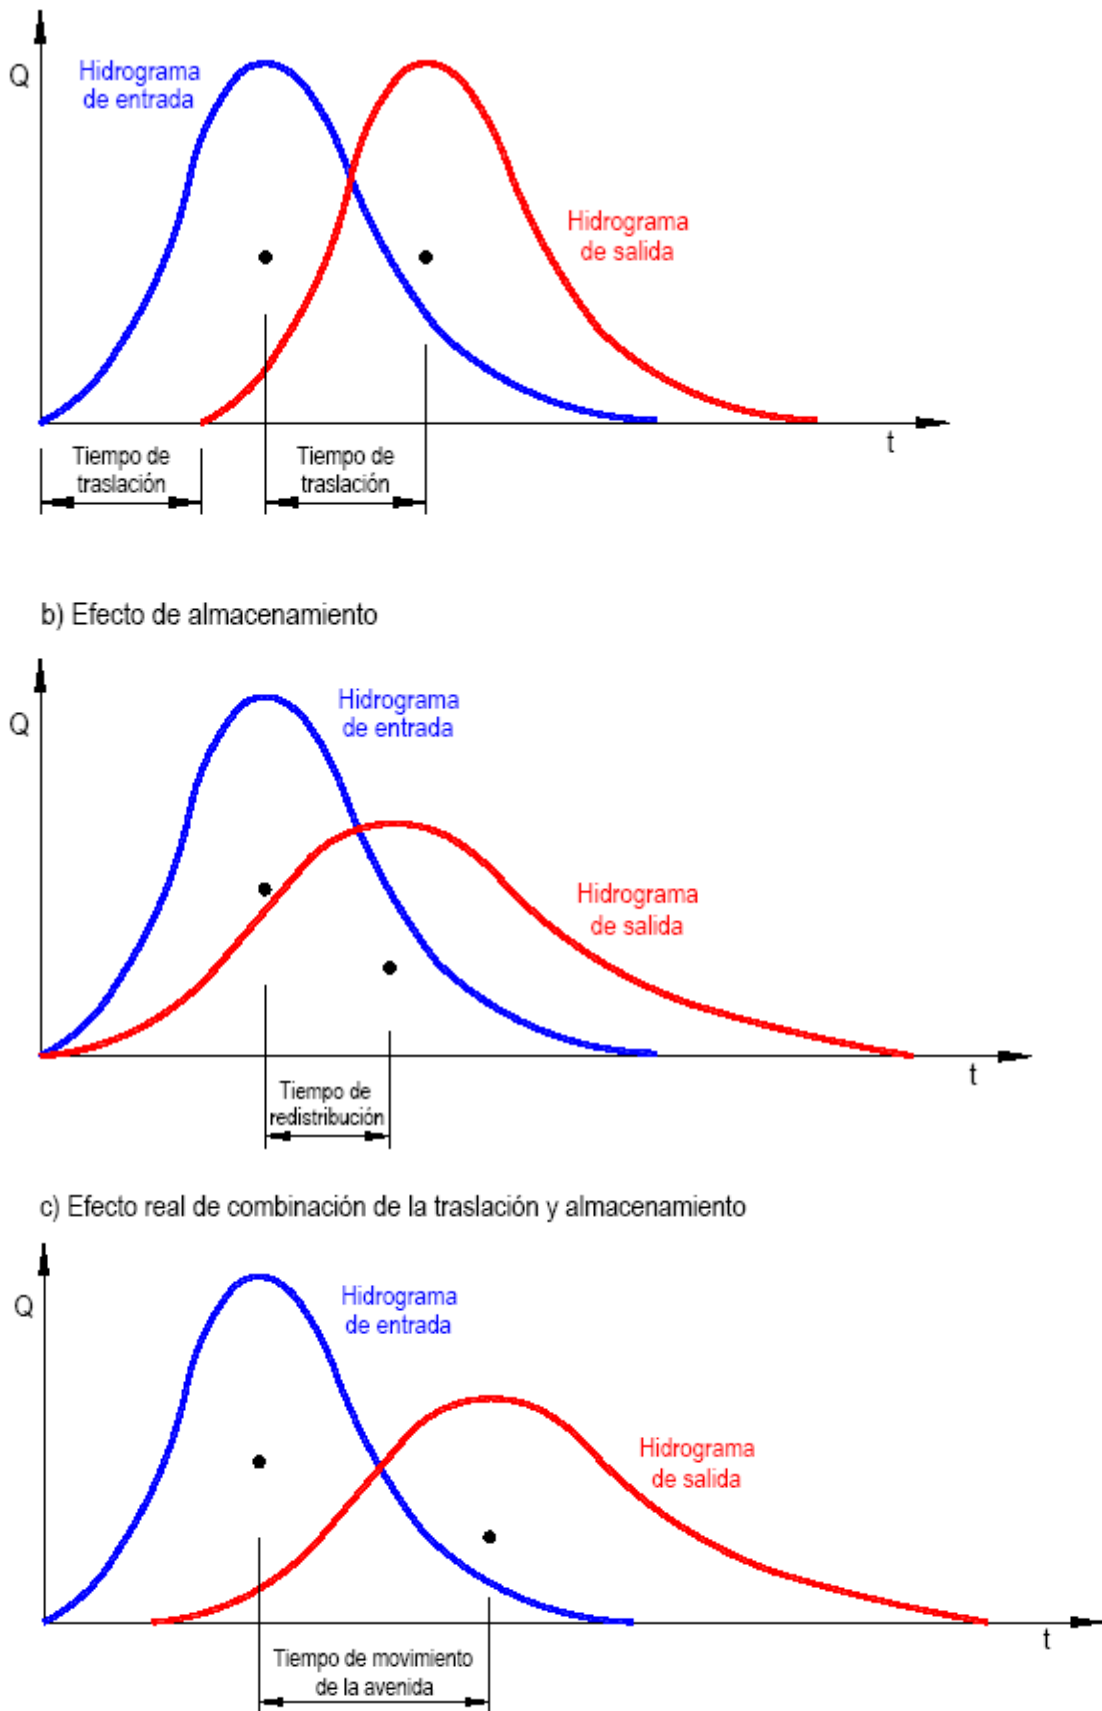 Q
Hidrograma
de entrada
Hidrograma
de salida
t
Tiempo de
traslación
Tiempo de
traslación
b) Efecto de almacenamiento
Q
Hidrograma
de entrada
Hidrograma
de salida
t
Tiempo de
redistribución
c) Efecto real de combinación de la traslación y almacenamiento
Q
Hidrograma
de entrada
Hidrograma
de salida
t
Tiempo de movimiento
de la avenida